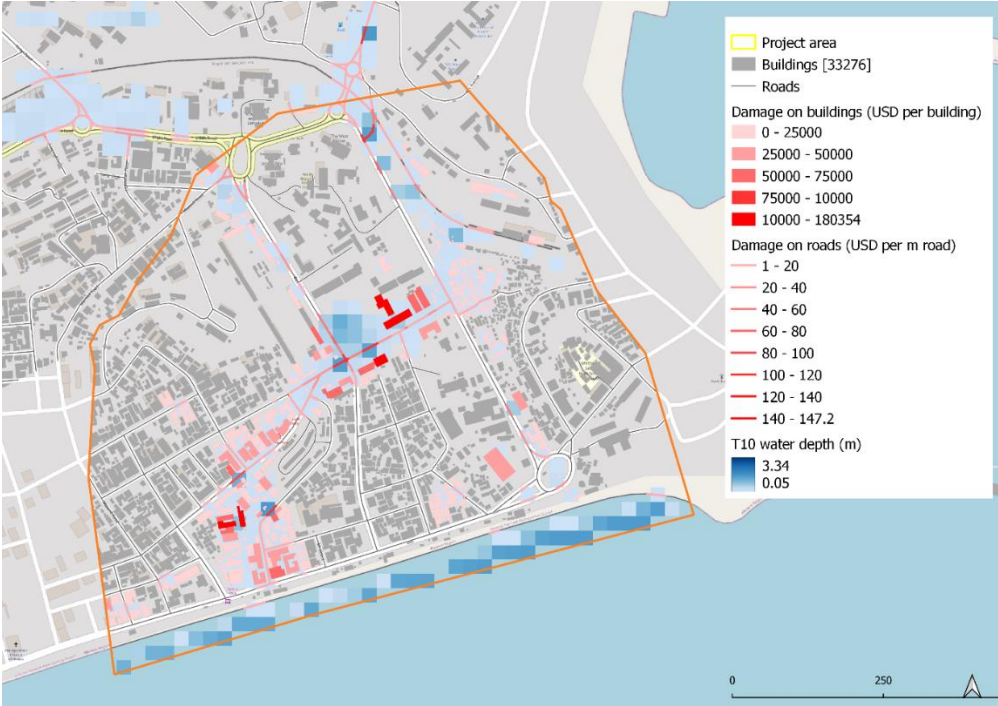 Project area
Buildings [33276]
Roads
Damage on buildings (USD per building)
0 - 25000
25000 - 50000
50000 - 75000
75000 - 10000
10000 - 180354
Damage on roads (USD per m road)
1 - 20
20 - 40
40 - 60
60 - 80
80 - 100
100 - 120
120 - 140
140 - 147.2
T10 water depth (m)
3.34
0.05
0
250